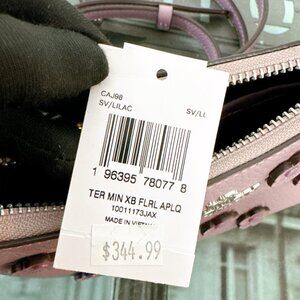 CAJ98
SV/LILAC SV/LI
1 96395 78077 8
TER MIN XB FLRL APLQ
10011173JAX
MADE IN VIETNA
$344.99